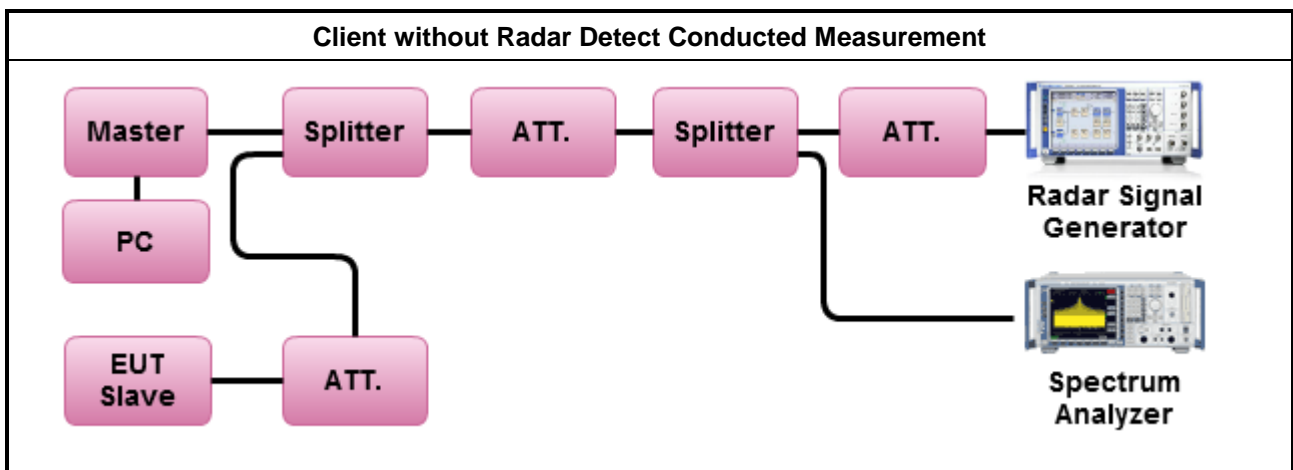 Client without Radar Detect Conducted Measurement
Master
Splitter
ATT.
Splitter
ATT.
Radar Signal
Generator
PC
EUT
Slave
ATT.
Spectrum
Analyzer